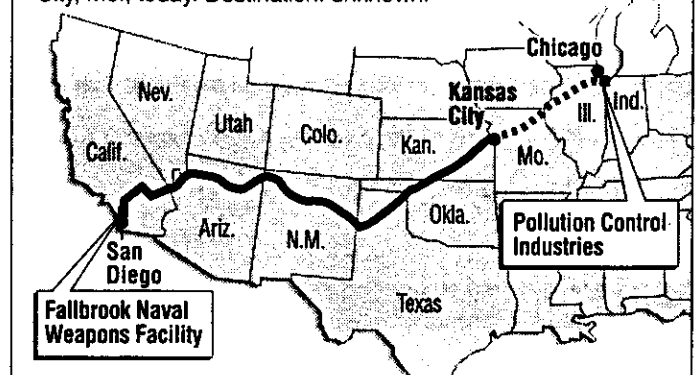 City, Mo., today. Destination: unknown.
Chicago
Nev.
Kansas
City
Ind.
Ill.
Utah
Colo.
Kan.
Calif.
Mo.
Okla.
Ariz.
N.M.
Pollution Control
Industries
San
Diego
Texas
Fallbrook Naval
Weapons Facility